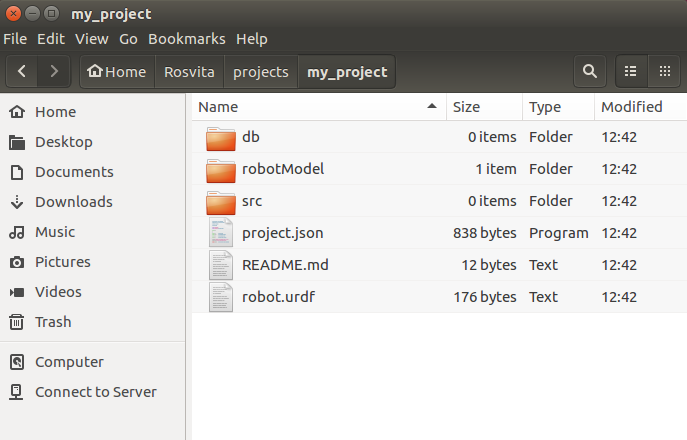 my_project
File Edit View Go Bookmarks Help
Home Rosvita projects my_project
Home
Desktop
Documents
Downloads
Music
Pictures
Videos
Trash
Computer
Connect to Server
Name Size Type Modified
db 0 items Folder 12:42
robotModel 1 item Folder 12:42
src 0 items Folder 12:42
project.json 838 bytes Program 12:42
README.md 12 bytes Text 12:42
robot.urdf 176 bytes Text 12:42